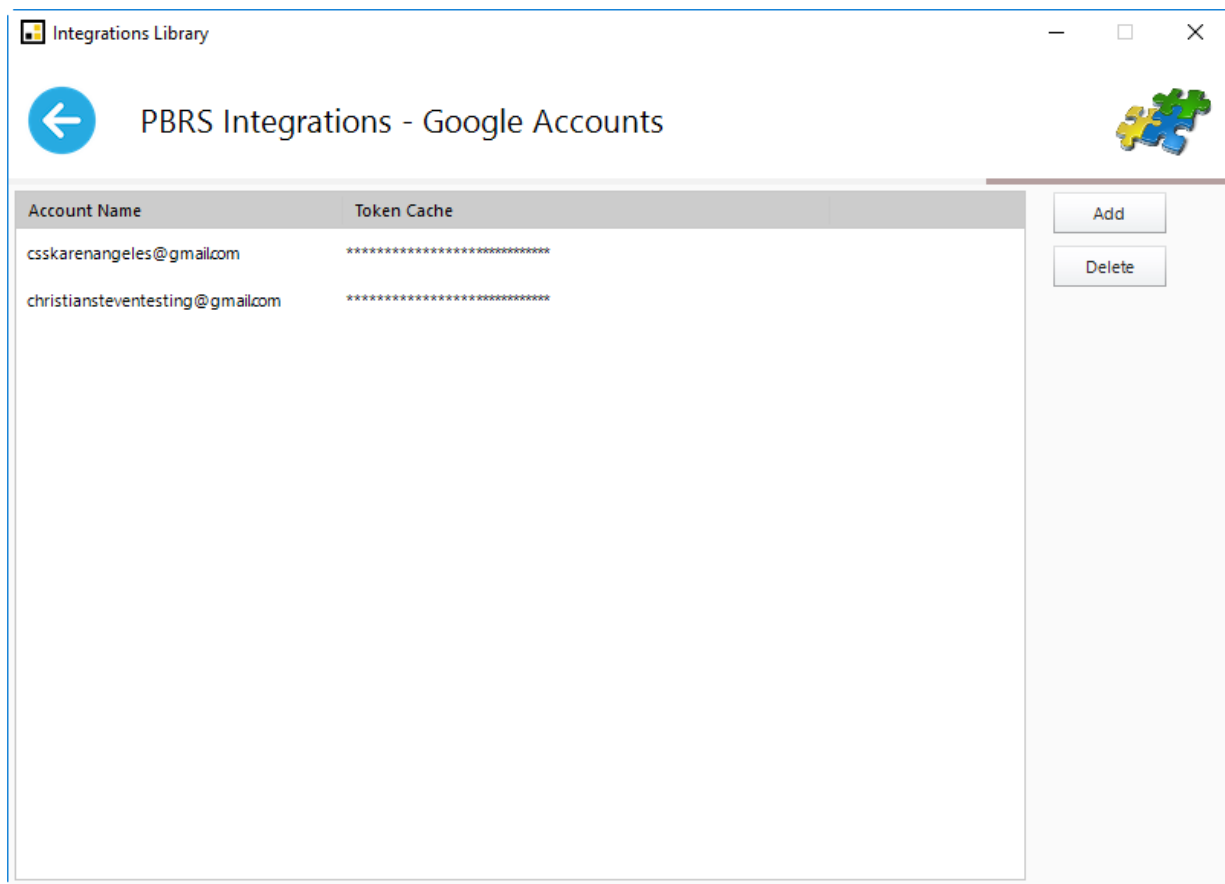 Integrations Library
PBRS Integrations - Google Accounts
Account Name Token Cache
Add
csskarenangeles@gmail.com ******************************
Delete
christiansteventesting@gmail.com ******************************